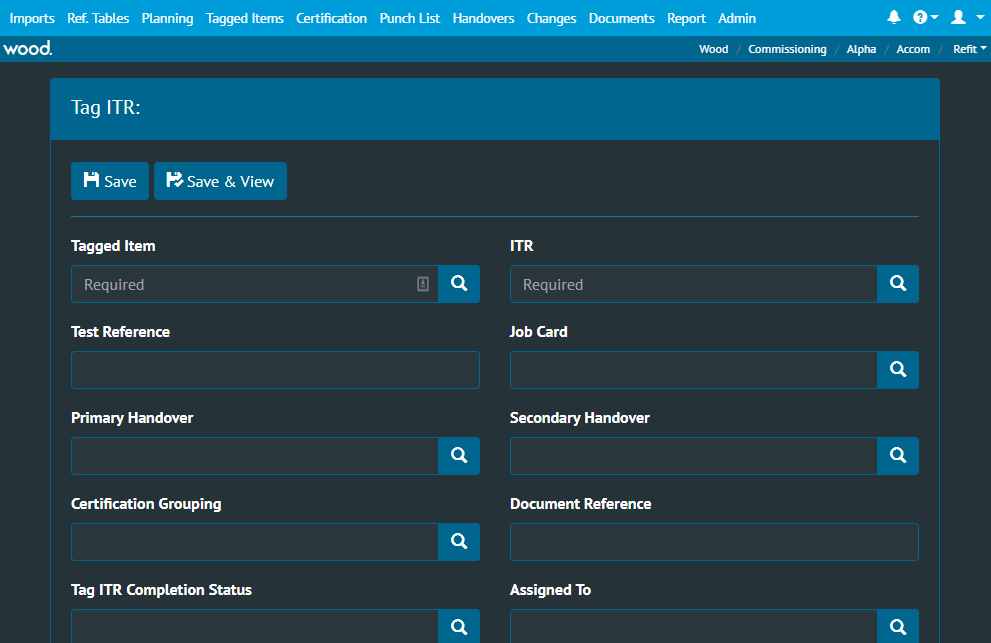 Imports Ref. Tables Planning Tagged Items Certification Punch List Handovers Changes Documents Report Admin
wood. Wood / Commissioning / Alpha / Accom / Refit
Tag ITR:
Save Save & View
Tagged Item ITR
Required Required
Test Reference Job Card
Primary Handover Secondary Handover
Certification Grouping Document Reference
Tag ITR Completion Status Assigned To